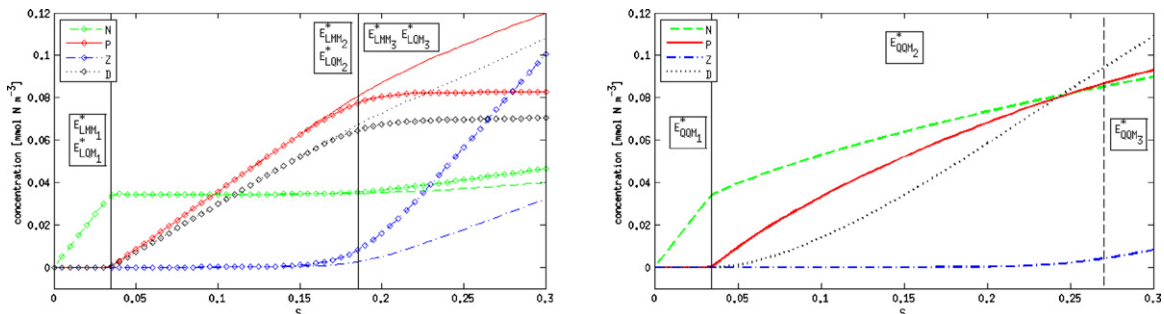 concentration [mmol N m⁻³]
0.12
0.1
0.08
0.06
0.04
0.02
0
N
P
Z
D
E*LMM1
E*LQM1
E*LMM2
E*LQM2
E*LMM3 E*LQM3
0 0.05 0.1 0.15 0.2 0.25 0.3
S
concentration [mmol N m⁻³]
0.12
0.1
0.08
0.06
0.04
0.02
0
N
P
Z
D
E*QQM1
E*QQM2
E*QQM3
0 0.05 0.1 0.15 0.2 0.25 0.3
S